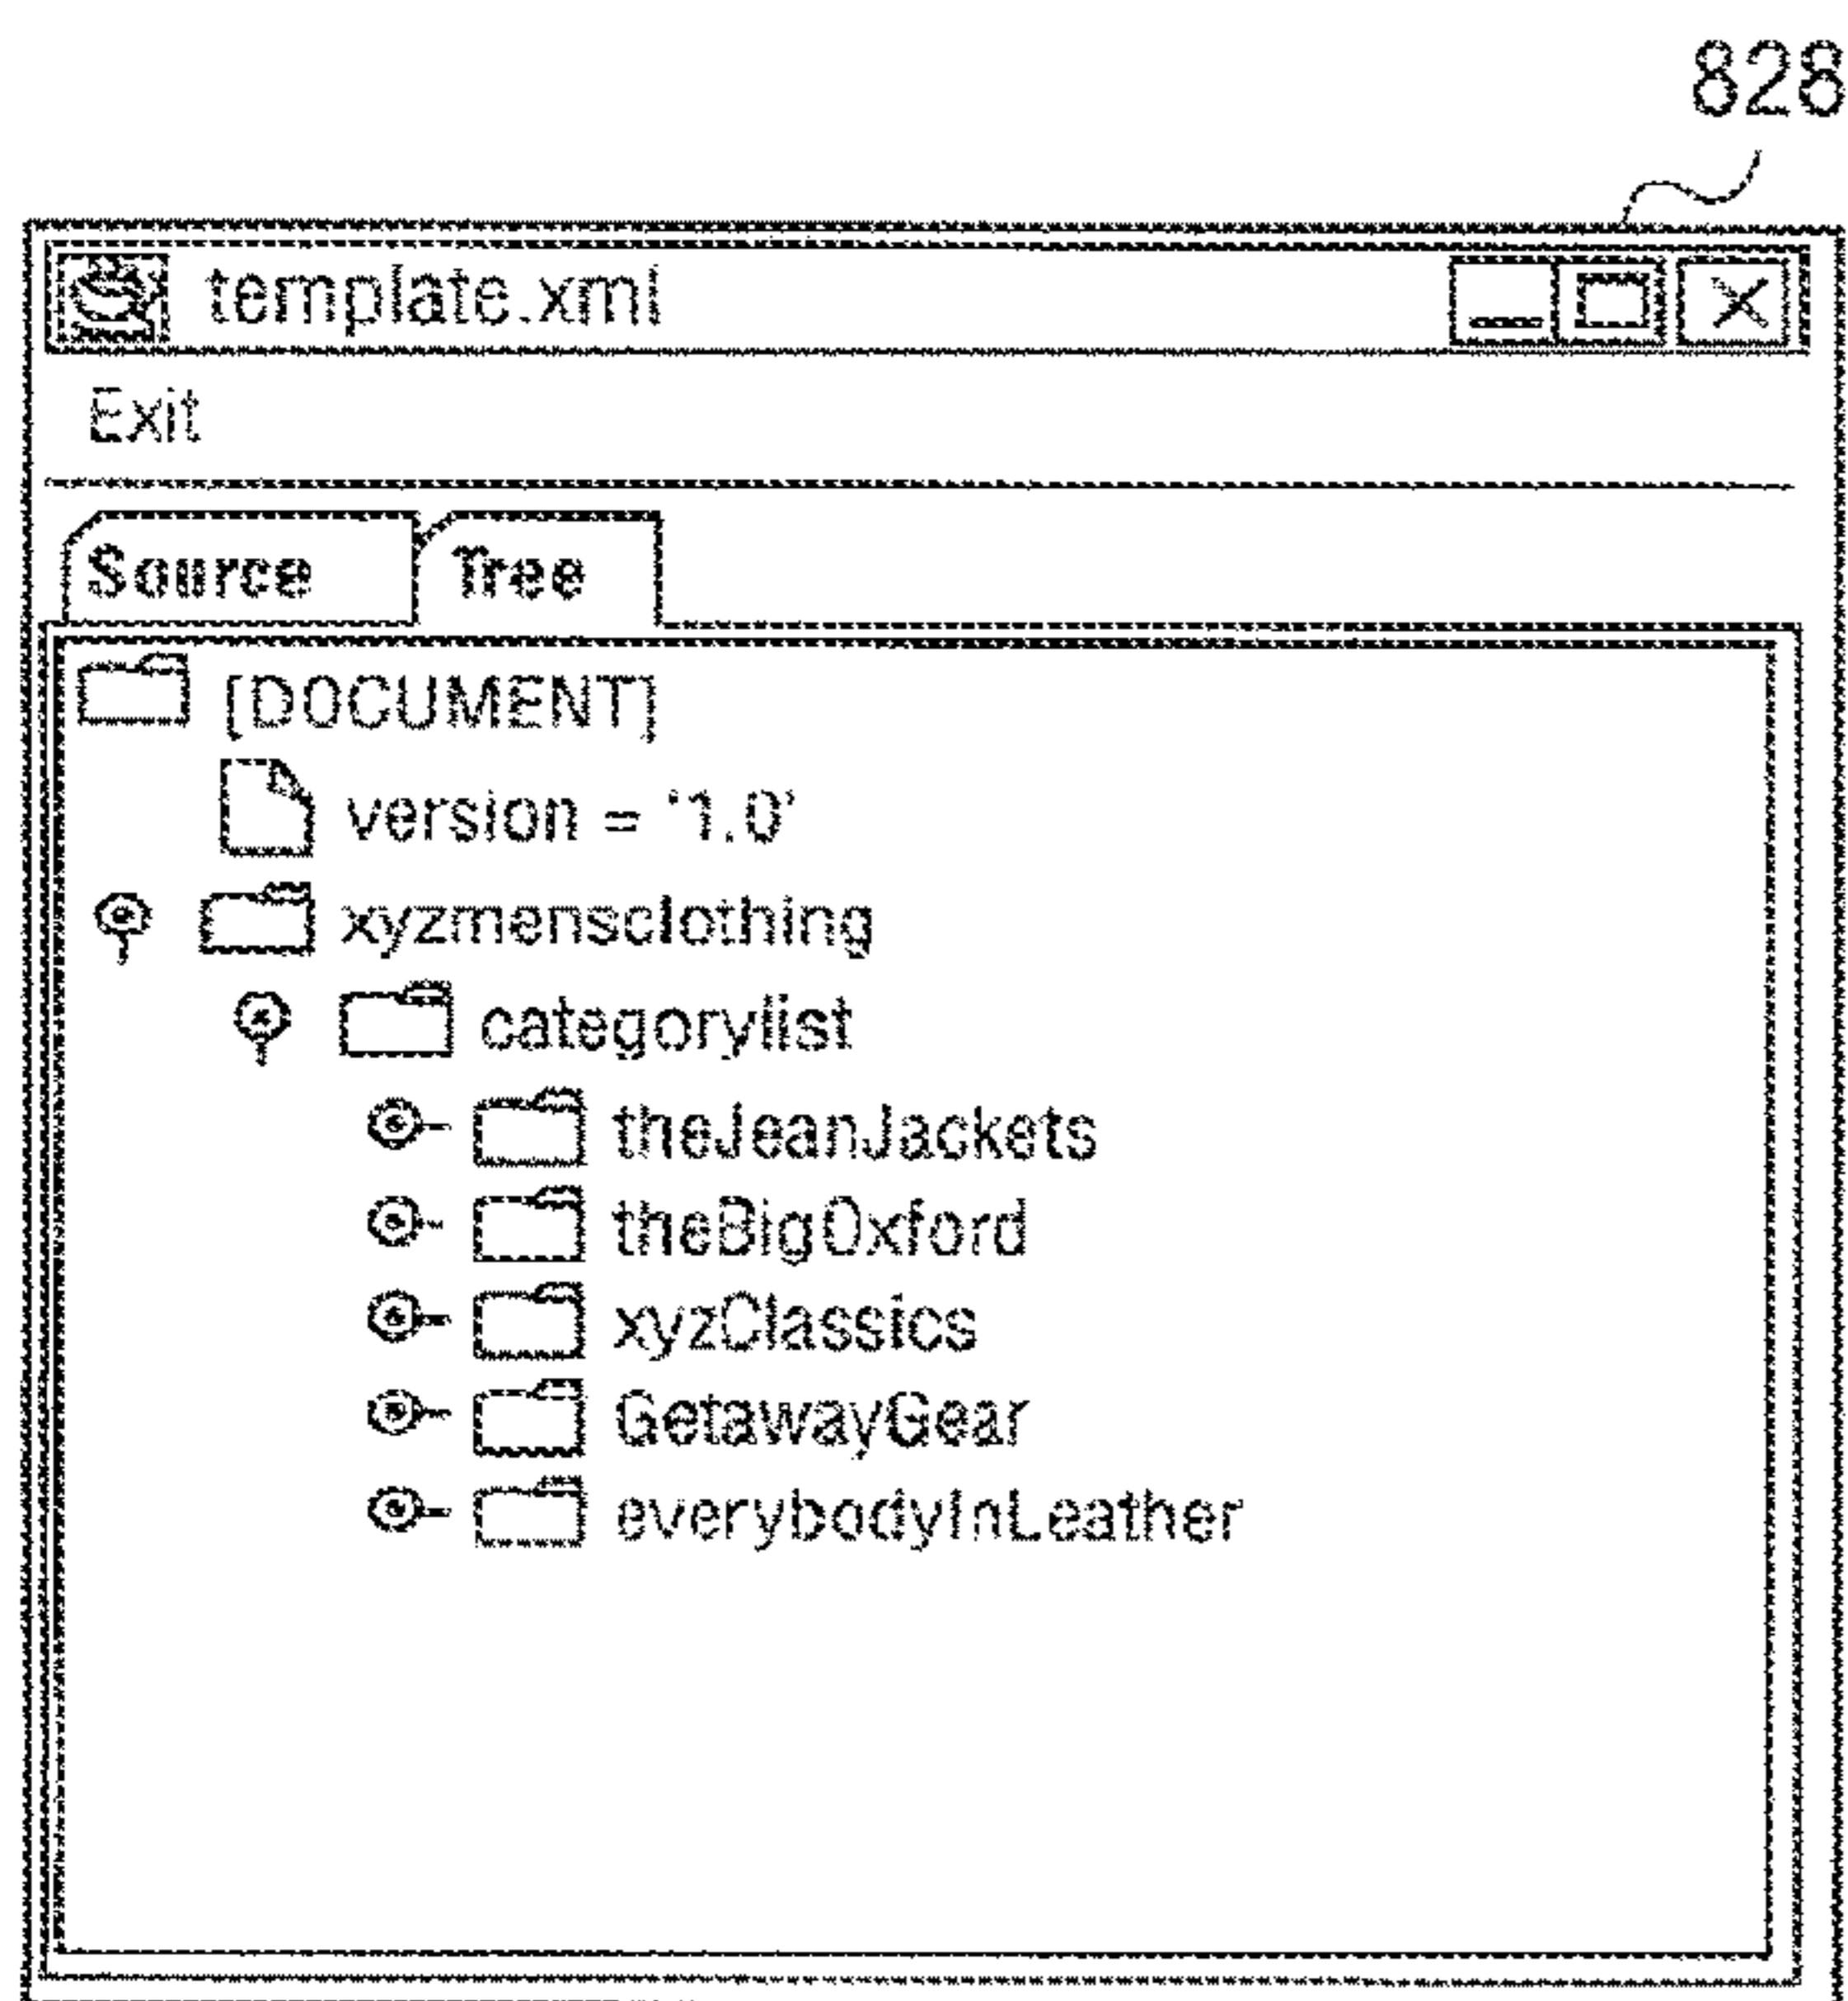 828
template.xml
Exit
Source Tree
[DOCUMENT]
version = '1.0'
xyzmensclothing
categorylist
theJeanJackets
theBigOxford
xyzClassics
GetawayGear
everybodyInLeather